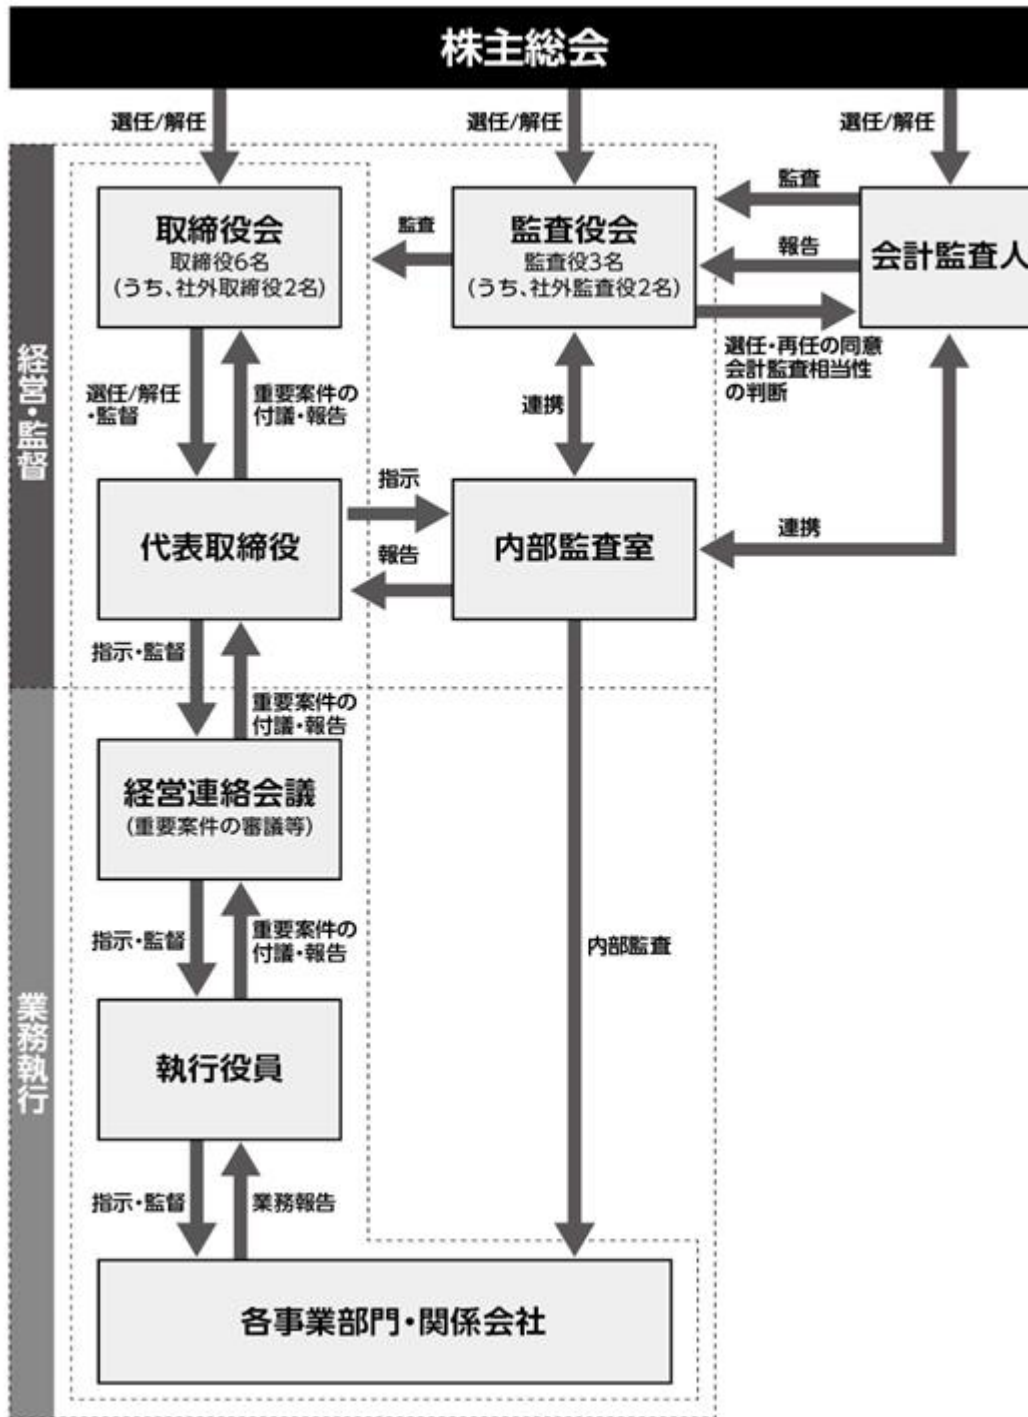 株主総会
選任/解任
選任/解任
選任/解任
経営・監督
取締役会
取締役6名
(うち、社外取締役2名)
監査
監査役会
監査役3名
(うち、社外監査役2名)
監査
報告
会計監査人
選任・再任の同意
会計監査相当性
の判断
選任/解任
・監督
重要案件の
付議・報告
連携
代表取締役
指示
報告
内部監査室
連携
指示・監督
重要案件の
付議・報告
業務執行
経営連絡会議
(重要案件の審議等)
指示・監督
重要案件の
付議・報告
内部監査
執行役員
指示・監督
業務報告
各事業部門・関係会社